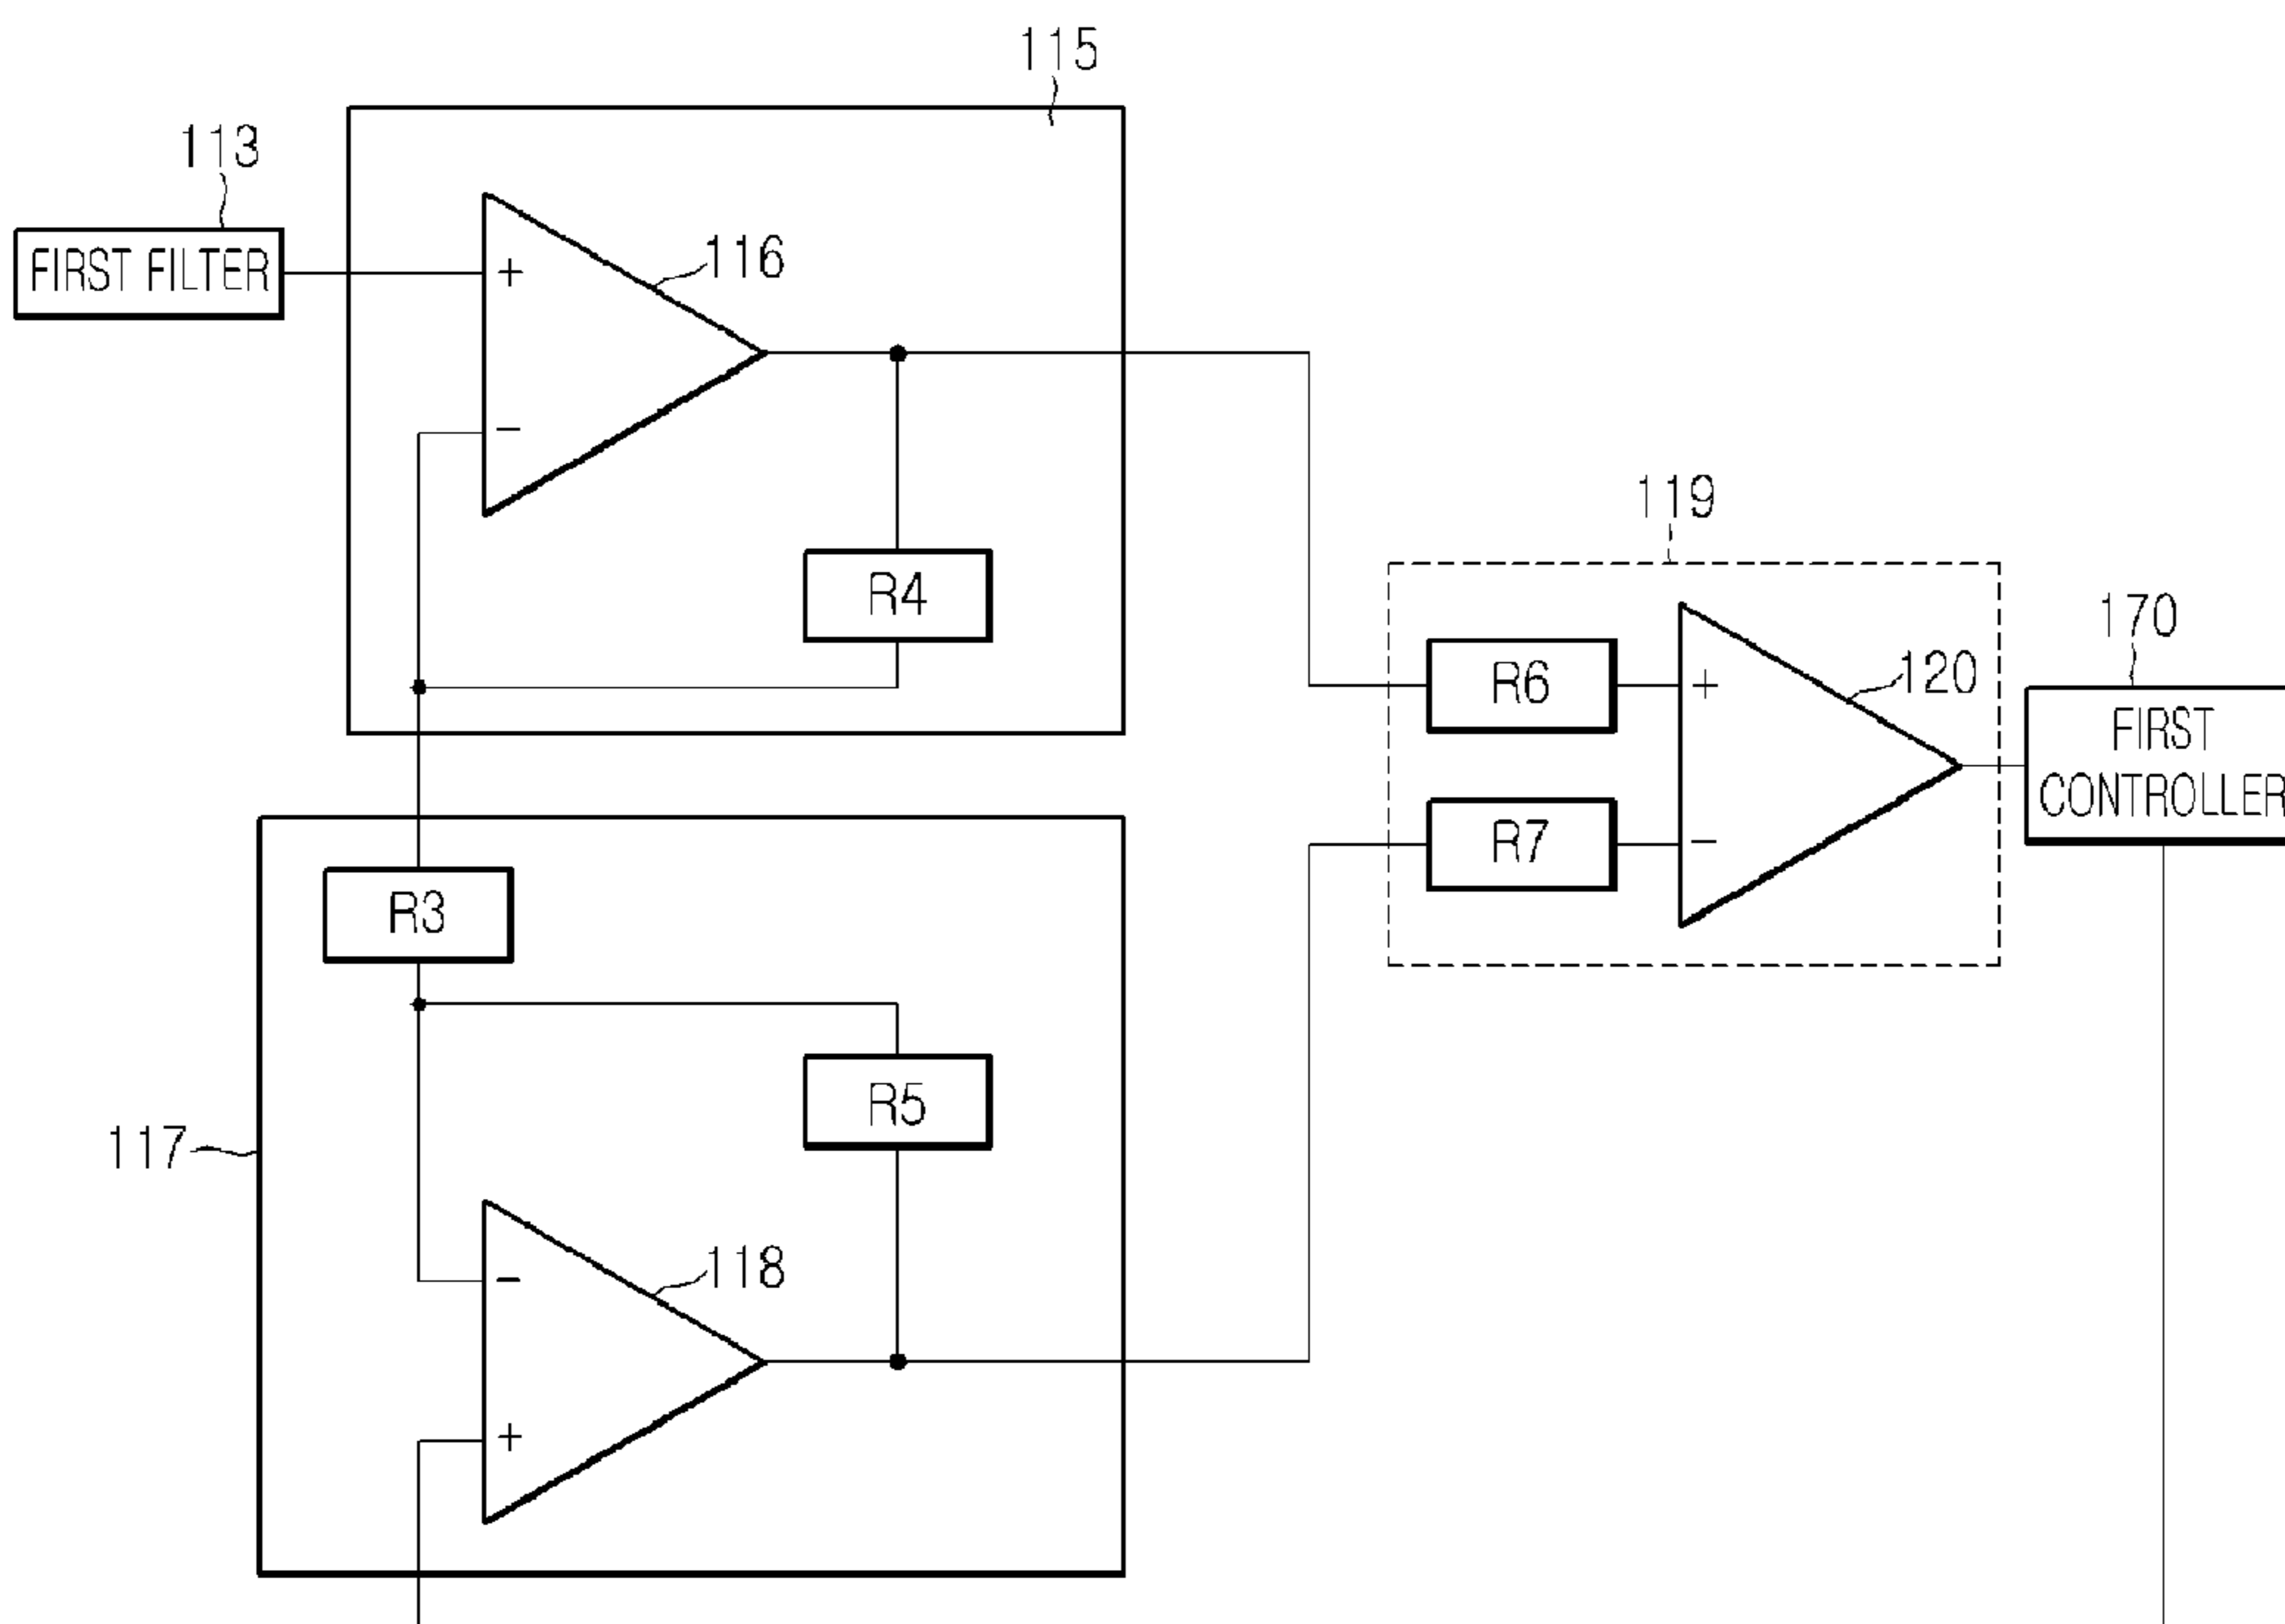 115
113
FIRST FILTER
+
116
−
R4
119
170
R6
+
120
FIRST
CONTROLLER
R7
−
R3
R5
117
118
−
+